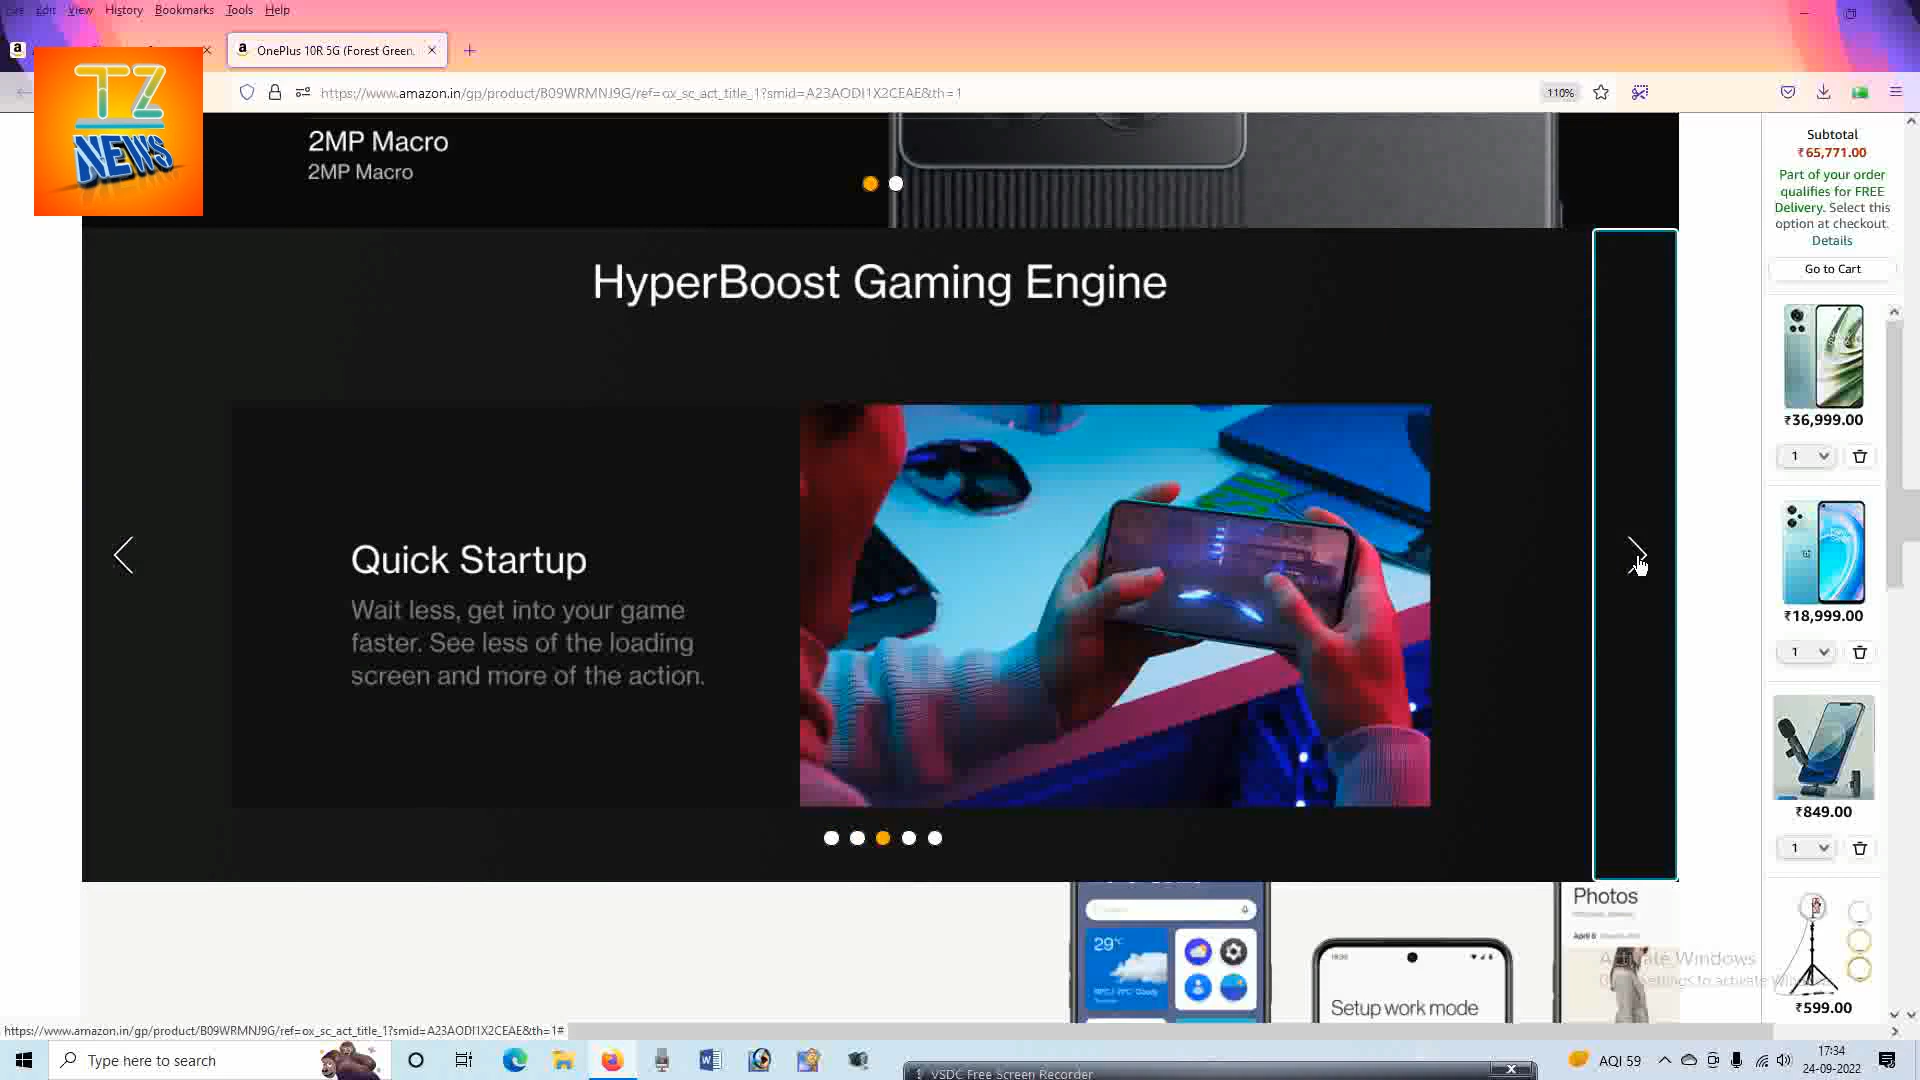 File Edit View History Bookmarks Tools Help
OnePlus 10R 5G (Forest Green,
https://www.amazon.in/gp/product/B09WRMNJ9G/ref=ox_sc_act_title_1?smid=A23AODI1X2CEAE&th=1
110%
TZ
NEWS
2MP Macro
2MP Macro
HyperBoost Gaming Engine
Quick Startup
Wait less, get into your game
faster. See less of the loading
screen and more of the action.
Subtotal
₹65,771.00
Part of your order
qualifies for FREE
Delivery. Select this
option at checkout.
Details
Go to Cart
₹36,999.00
1
₹18,999.00
1
₹849.00
1
₹599.00
29°C
Setup work mode
Photos
April 8
Activate Windows
https://www.amazon.in/gp/product/B09WRMNJ9G/ref=ox_sc_act_title_1?smid=A23AODI1X2CEAE&th=1#
Type here to search
VSDC Free Screen Recorder
AQI 59
17:34
24-09-2022